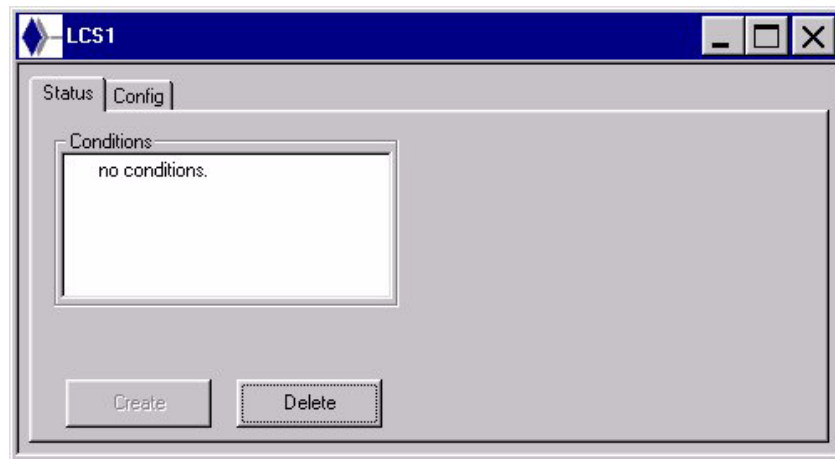 LCS1
Status Config
Conditions
no conditions.
Create Delete